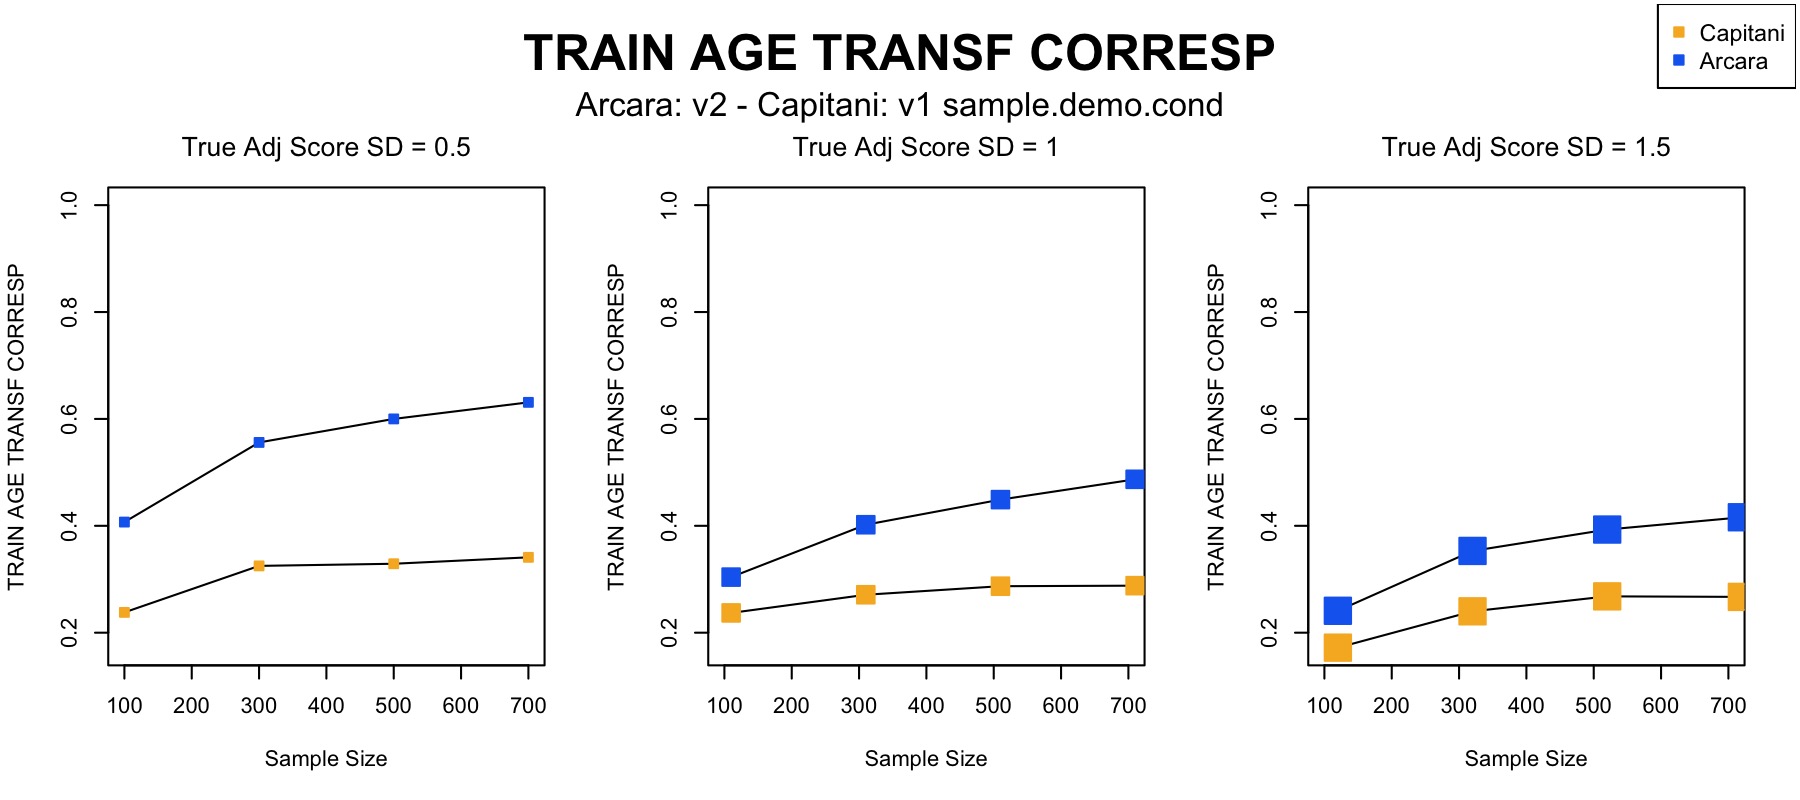 TRAIN AGE TRANSF CORRESP
Arcara: v2 - Capitani: v1 sample.demo.cond
Capitani
Arcara
True Adj Score SD = 0.5
TRAIN AGE TRANSF CORRESP
1.0
0.8
0.6
0.4
0.2
100 200 300 400 500 600 700
Sample Size
True Adj Score SD = 1
TRAIN AGE TRANSF CORRESP
1.0
0.8
0.6
0.4
0.2
100 200 300 400 500 600 700
Sample Size
True Adj Score SD = 1.5
TRAIN AGE TRANSF CORRESP
1.0
0.8
0.6
0.4
0.2
100 200 300 400 500 600 700
Sample Size